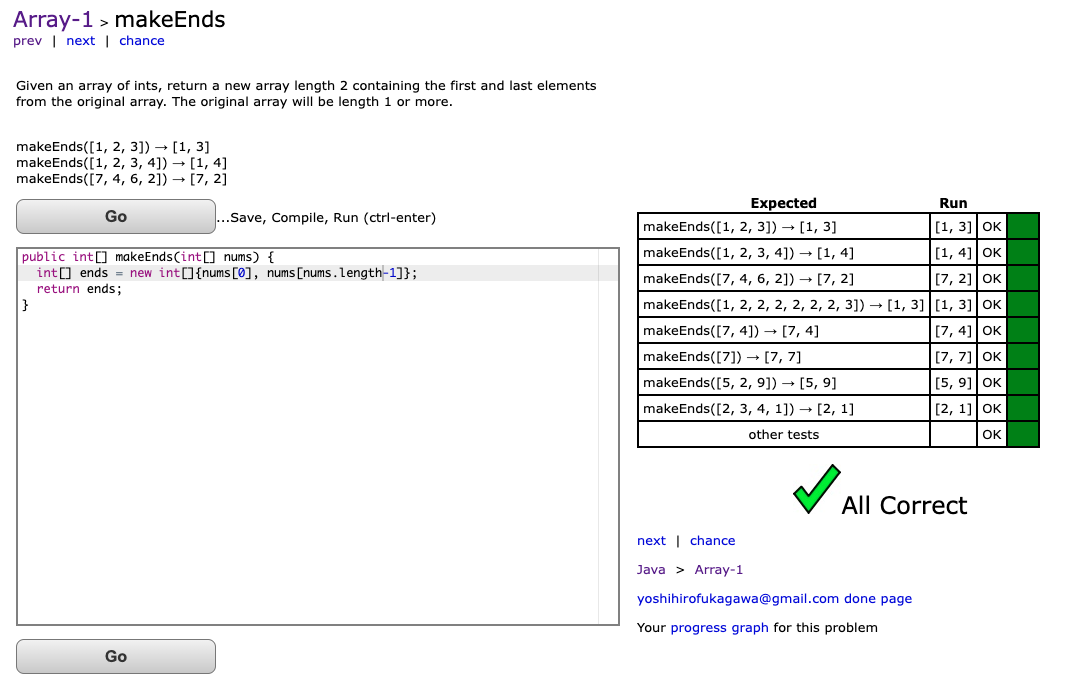 Array-1 > makeEnds
prev | next | chance
Given an array of ints, return a new array length 2 containing the first and last elements
from the original array. The original array will be length 1 or more.
makeEnds([1, 2, 3]) → [1, 3]
makeEnds([1, 2, 3, 4]) → [1, 4]
makeEnds([7, 4, 6, 2]) → [7, 2]
Go
...Save, Compile, Run (ctrl-enter)
public int[] makeEnds(int[] nums) {
  int[] ends = new int[]{nums[0], nums[nums.length-1]};
  return ends;
}
Go
Expected Run
makeEnds([1, 2, 3]) → [1, 3] [1, 3] OK
makeEnds([1, 2, 3, 4]) → [1, 4] [1, 4] OK
makeEnds([7, 4, 6, 2]) → [7, 2] [7, 2] OK
makeEnds([1, 2, 2, 2, 2, 2, 2, 3]) → [1, 3] [1, 3] OK
makeEnds([7, 4]) → [7, 4] [7, 4] OK
makeEnds([7]) → [7, 7] [7, 7] OK
makeEnds([5, 2, 9]) → [5, 9] [5, 9] OK
makeEnds([2, 3, 4, 1]) → [2, 1] [2, 1] OK
other tests OK
All Correct
next | chance
Java > Array-1
yoshihirofukagawa@gmail.com done page
Your progress graph for this problem